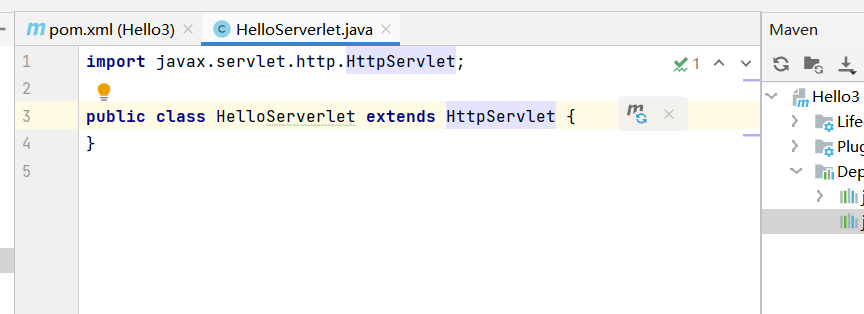 pom.xml (Hello3)
HelloServerlet.java
Maven
1 import javax.servlet.http.HttpServlet;
1
2
3 public class HelloServerlet extends HttpServlet {
4 }
5
Hello3
Lifec
Plug
Dep
j
j